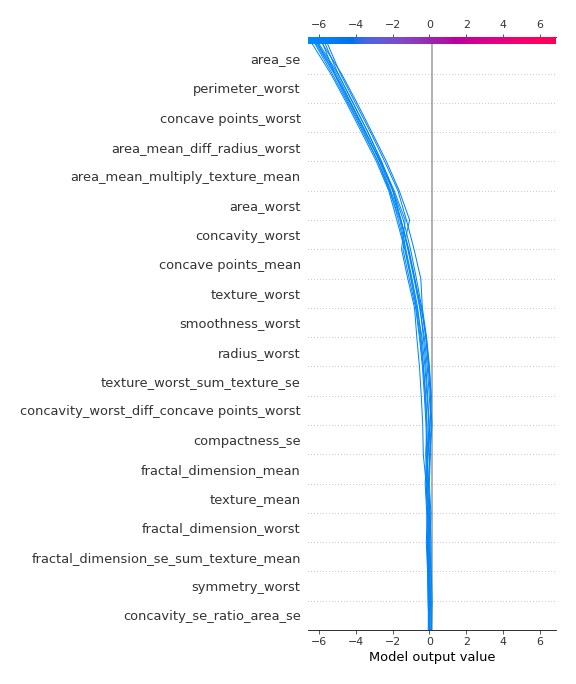 −6 −4 −2 0 2 4 6
area_se
perimeter_worst
concave points_worst
area_mean_diff_radius_worst
area_mean_multiply_texture_mean
area_worst
concavity_worst
concave points_mean
texture_worst
smoothness_worst
radius_worst
texture_worst_sum_texture_se
concavity_worst_diff_concave points_worst
compactness_se
fractal_dimension_mean
texture_mean
fractal_dimension_worst
fractal_dimension_se_sum_texture_mean
symmetry_worst
concavity_se_ratio_area_se
−6 −4 −2 0 2 4 6
Model output value